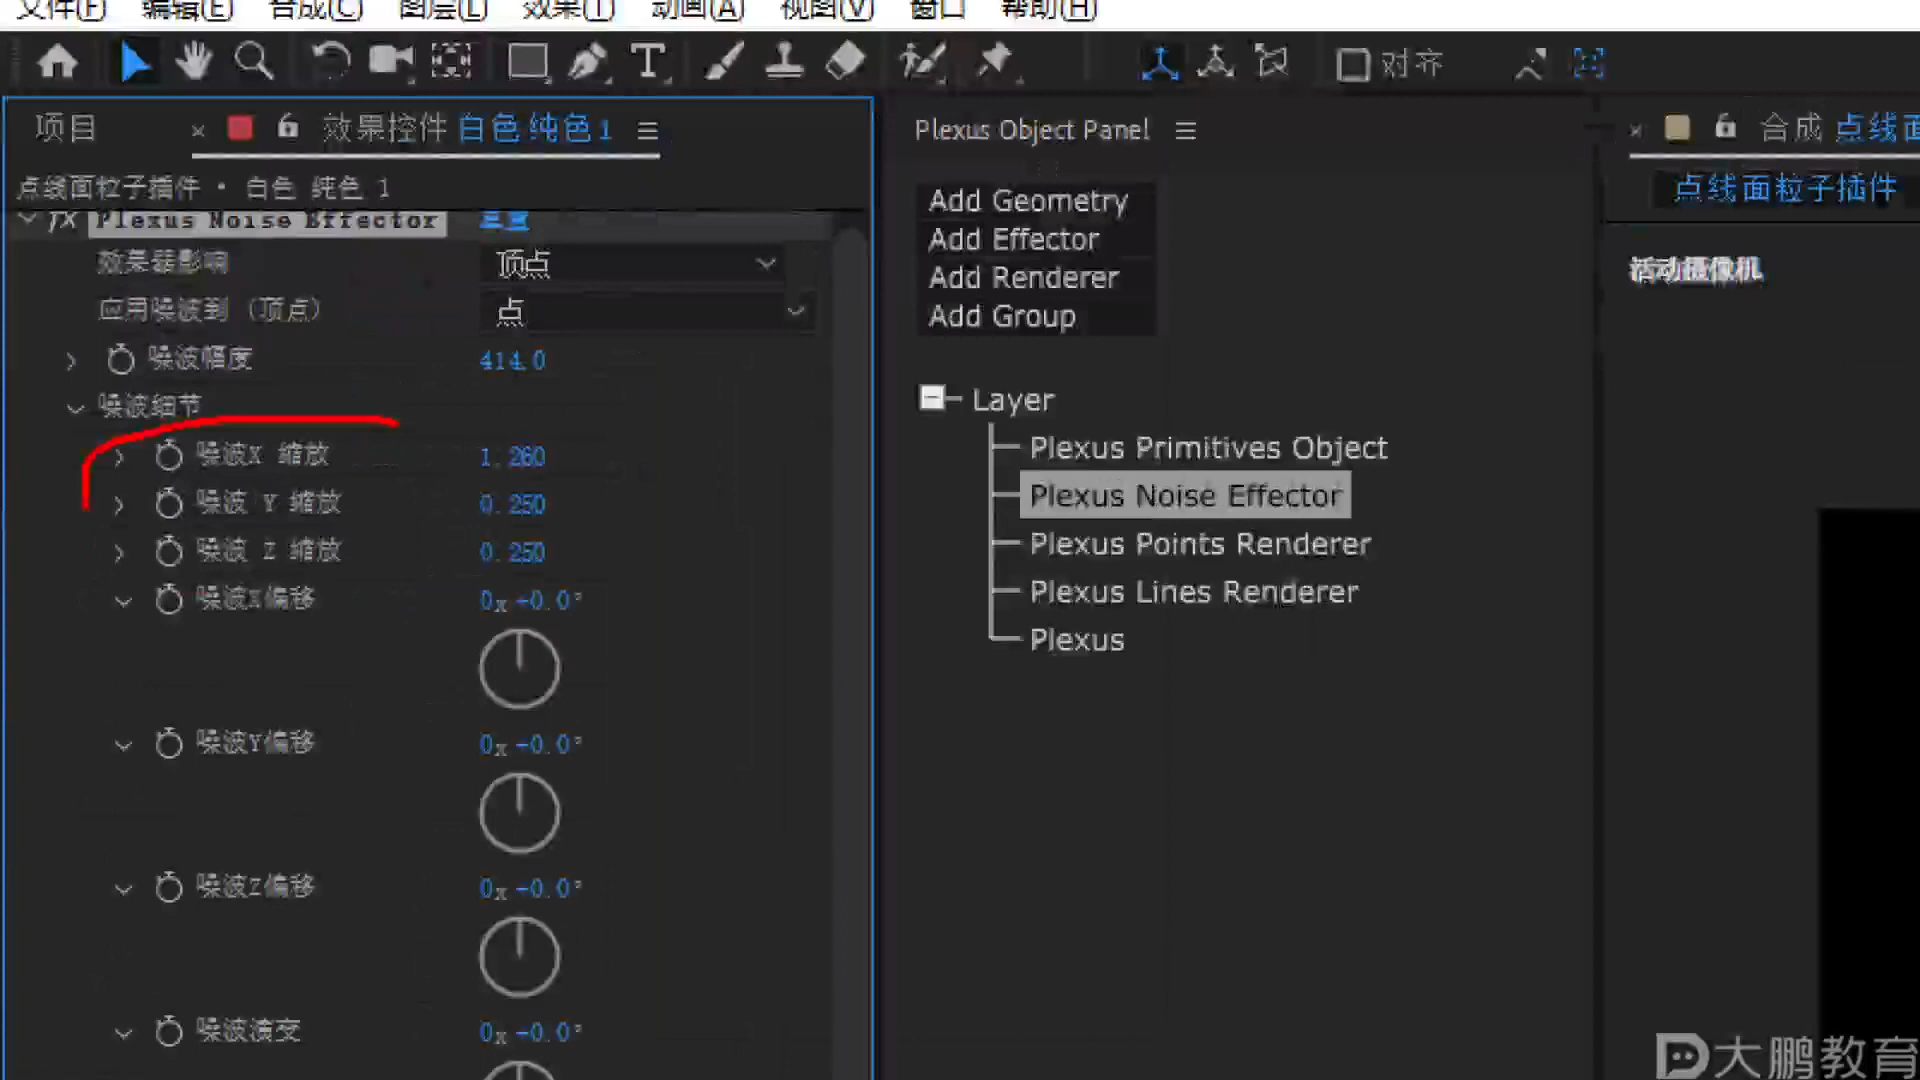 文件(F) 编辑(E) 合成(C) 图层(L) 效果(T) 动画(A) 视图(V) 窗口 帮助(H)
T 对齐
项目 × 效果控件 白色 纯色 1
点线面粒子插件 · 白色 纯色 1
fx Plexus Noise Effector 重置
效果器影响 顶点
应用噪波到 (顶点) 点
噪波幅度 414.0
噪波细节
噪波X 缩放 1.260
噪波 Y 缩放 0.250
噪波 Z 缩放 0.250
噪波X偏移 0x+0.0°
噪波Y偏移 0x+0.0°
噪波Z偏移 0x+0.0°
噪波演变 0x+0.0°
Plexus Object Panel
Add Geometry
Add Effector
Add Renderer
Add Group
Layer
Plexus Primitives Object
Plexus Noise Effector
Plexus Points Renderer
Plexus Lines Renderer
Plexus
× 合成 点线面
点线面粒子插件
活动摄像机
大鹏教育